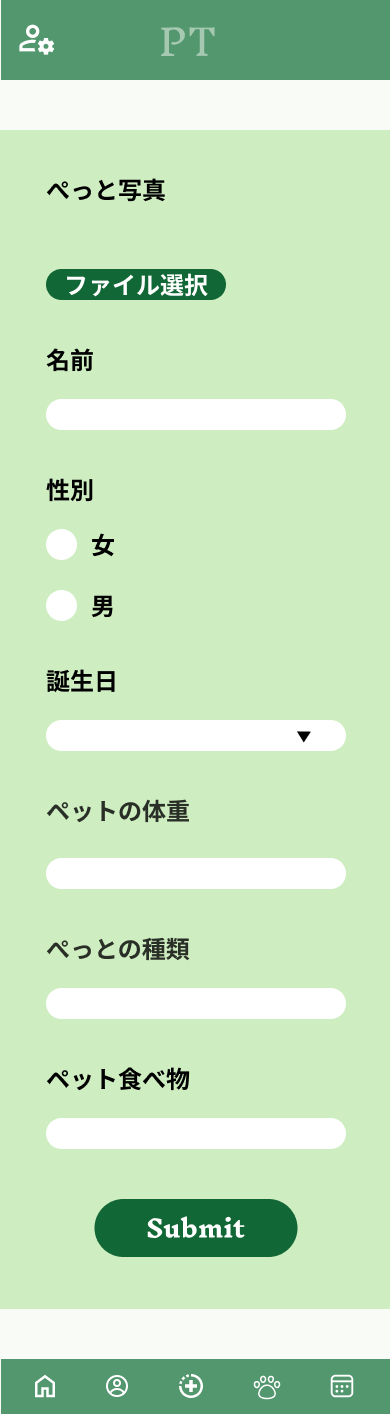 PT
ぺっと写真
ファイル選択
名前
性別
女
男
誕生日
ペットの体重
ぺっとの種類
ペット食べ物
Submit